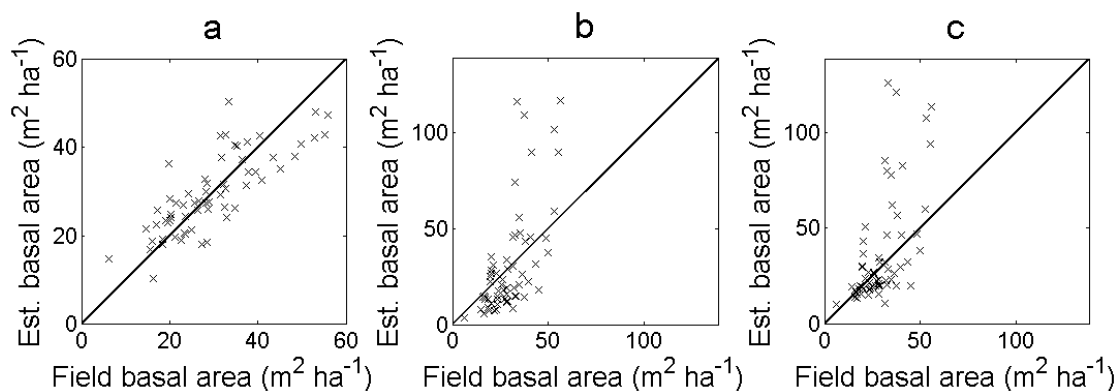 a
60
40
20
0
0 20 40 60
Est. basal area (m² ha⁻¹)
Field basal area (m² ha⁻¹)
b
100
50
0
0 50 100
Est. basal area (m² ha⁻¹)
Field basal area (m² ha⁻¹)
c
100
50
0
0 50 100
Est. basal area (m² ha⁻¹)
Field basal area (m² ha⁻¹)